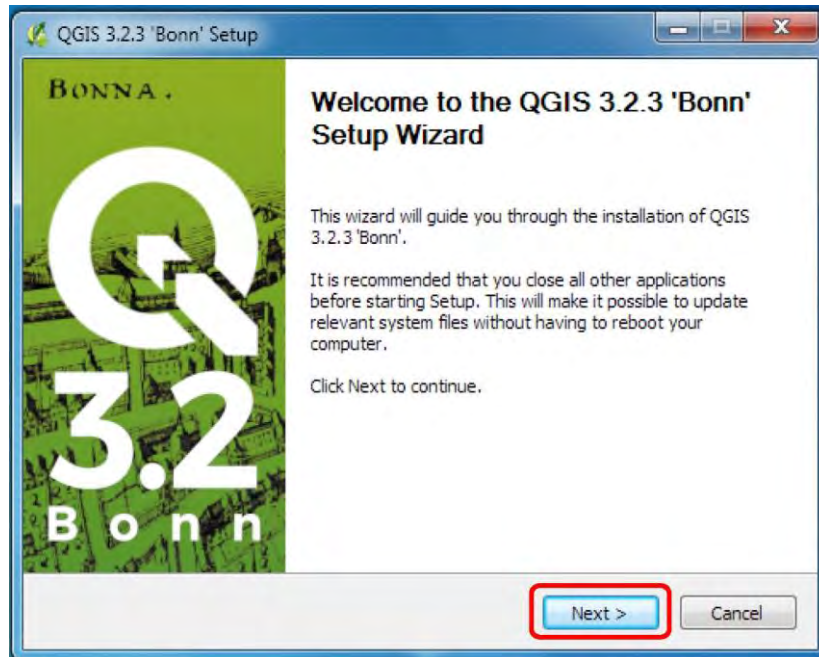 QGIS 3.2.3 'Bonn' Setup
BONNA.
Q
3.2
Bonn
Welcome to the QGIS 3.2.3 'Bonn'
Setup Wizard
This wizard will guide you through the installation of QGIS
3.2.3 'Bonn'.
It is recommended that you close all other applications
before starting Setup. This will make it possible to update
relevant system files without having to reboot your
computer.
Click Next to continue.
Next >
Cancel